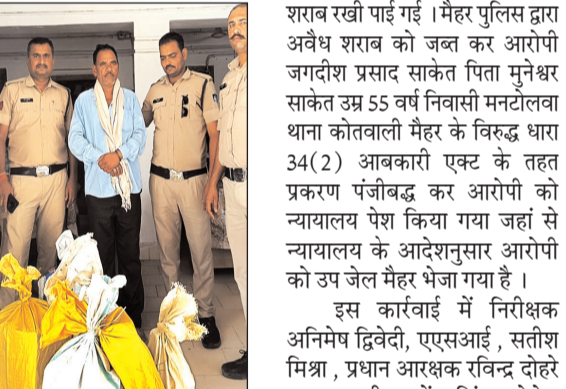 शराब रखी पाई गई । मैहर पुलिस द्वारा
अवैध शराब को जब्त कर आरोपी
जगदीश प्रसाद साकेत पिता मुनेश्वर
साकेत उम्र 55 वर्ष निवासी मनटोलवा
थाना कोतवाली मैहर के विरुद्ध धारा
34(2) आबकारी एक्ट के तहत
प्रकरण पंजीबद्ध कर आरोपी को
न्यायालय पेश किया गया जहां से
न्यायालय के आदेशनुसार आरोपी
को उप जेल मैहर भेजा गया है ।
इस कार्रवाई में निरीक्षक
अनिमेष द्विवेदी, एएसआई , सतीश
मिश्रा , प्रधान आरक्षक रविन्द्र दोहरे